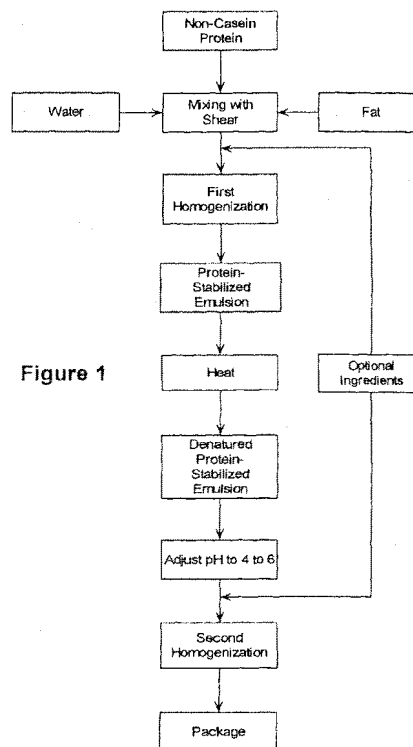 Non-Casein
Protein
Water
Mixing with
Shear
Fat
First
Homogenization
Protein-
Stabilized
Emulsion
Figure 1
Heat
Optional
Ingredients
Denatured
Protein-
Stabilized
Emulsion
Adjust pH to 4 to 6
Second
Homogenization
Package